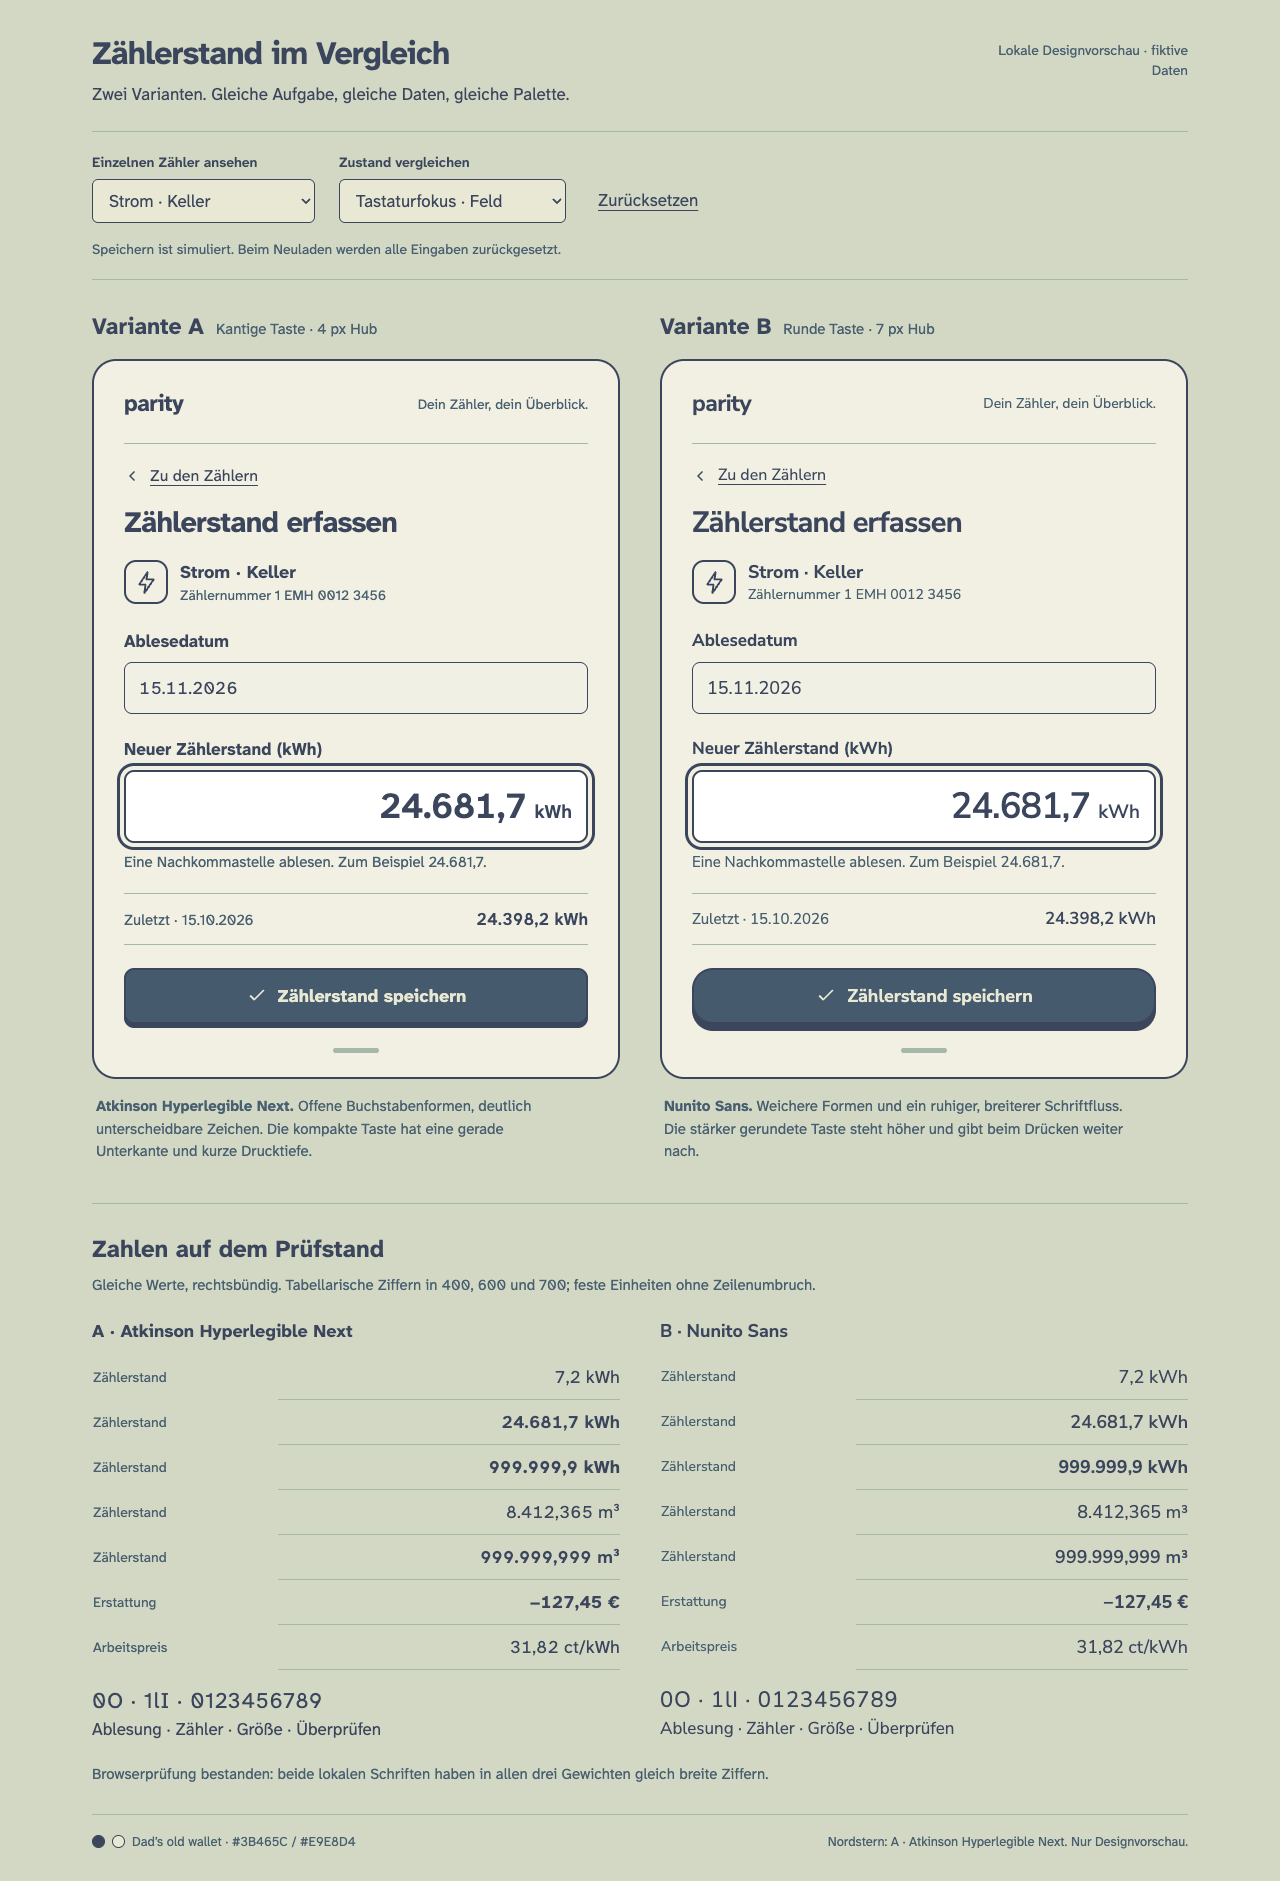 Zählerstand im Vergleich
Lokale Designvorschau · fiktive
Daten
Zwei Varianten. Gleiche Aufgabe, gleiche Daten, gleiche Palette.
Einzelnen Zähler ansehen
Zustand vergleichen
Strom · Keller
Tastaturfokus · Feld
Zurücksetzen
Speichern ist simuliert. Beim Neuladen werden alle Eingaben zurückgesetzt.
Variante A Kantige Taste · 4 px Hub
parity
Dein Zähler, dein Überblick.
Zu den Zählern
Zählerstand erfassen
Strom · Keller
Zählernummer 1 EMH 0012 3456
Ablesedatum
15.11.2026
Neuer Zählerstand (kWh)
24.681,7 kWh
Eine Nachkommastelle ablesen. Zum Beispiel 24.681,7.
Zuletzt · 15.10.2026
24.398,2 kWh
Zählerstand speichern
Atkinson Hyperlegible Next. Offene Buchstabenformen, deutlich
unterscheidbare Zeichen. Die kompakte Taste hat eine gerade
Unterkante und kurze Drucktiefe.
Variante B Runde Taste · 7 px Hub
parity
Dein Zähler, dein Überblick.
Zu den Zählern
Zählerstand erfassen
Strom · Keller
Zählernummer 1 EMH 0012 3456
Ablesedatum
15.11.2026
Neuer Zählerstand (kWh)
24.681,7 kWh
Eine Nachkommastelle ablesen. Zum Beispiel 24.681,7.
Zuletzt · 15.10.2026
24.398,2 kWh
Zählerstand speichern
Nunito Sans. Weichere Formen und ein ruhiger, breiterer Schriftfluss.
Die stärker gerundete Taste steht höher und gibt beim Drücken weiter
nach.
Zahlen auf dem Prüfstand
Gleiche Werte, rechtsbündig. Tabellarische Ziffern in 400, 600 und 700; feste Einheiten ohne Zeilenumbruch.
A · Atkinson Hyperlegible Next
Zählerstand 7,2 kWh
Zählerstand 24.681,7 kWh
Zählerstand 999.999,9 kWh
Zählerstand 8.412,365 m³
Zählerstand 999.999,999 m³
Erstattung −127,45 €
Arbeitspreis 31,82 ct/kWh
0O · 1lI · 0123456789
Ablesung · Zähler · Größe · Überprüfen
B · Nunito Sans
Zählerstand 7,2 kWh
Zählerstand 24.681,7 kWh
Zählerstand 999.999,9 kWh
Zählerstand 8.412,365 m³
Zählerstand 999.999,999 m³
Erstattung −127,45 €
Arbeitspreis 31,82 ct/kWh
0O · 1lI · 0123456789
Ablesung · Zähler · Größe · Überprüfen
Browserprüfung bestanden: beide lokalen Schriften haben in allen drei Gewichten gleich breite Ziffern.
Dad's old wallet · #3B465C / #E9E8D4
Nordstern: A · Atkinson Hyperlegible Next. Nur Designvorschau.